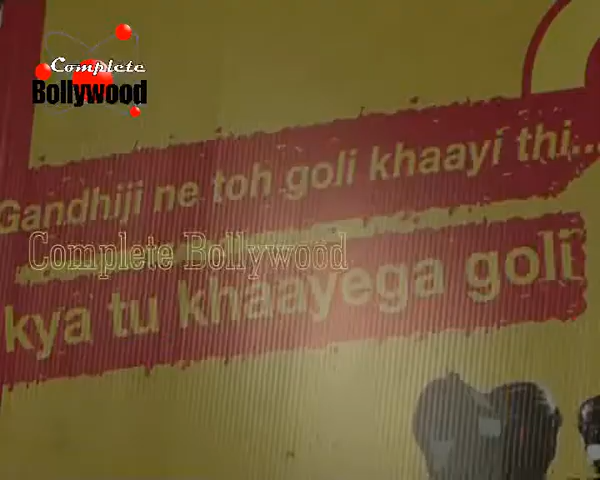 Complete
Bollywood
Gandhiji ne toh goli khaayi thi...
Complete Bollywood
kya tu khaayega goli